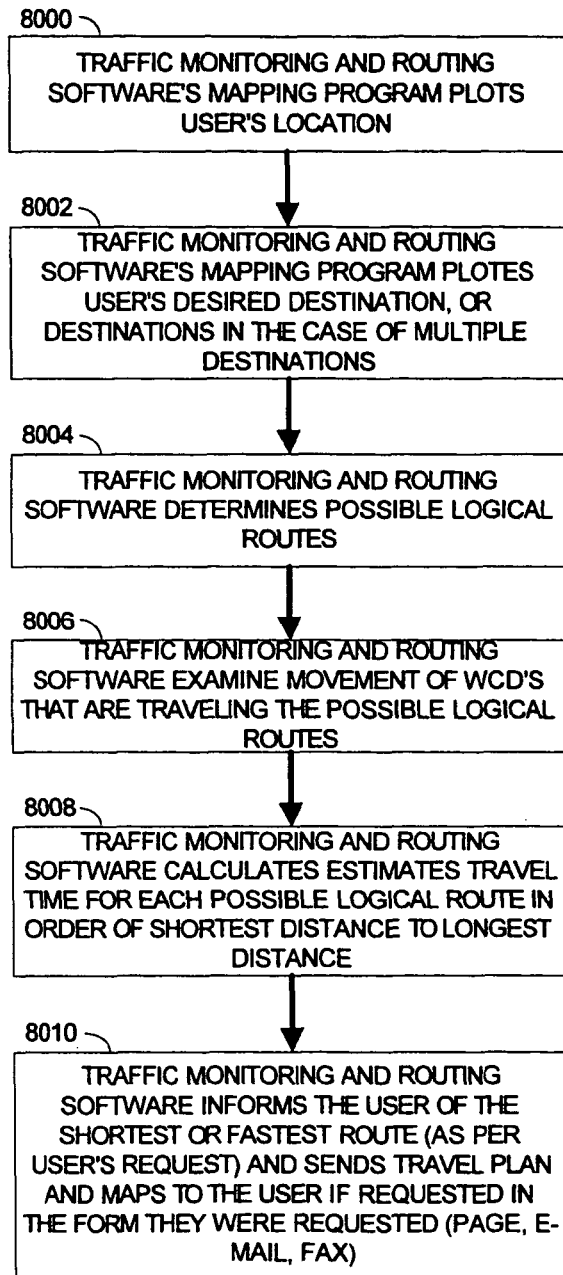 8000
TRAFFIC MONITORING AND ROUTING
SOFTWARE'S MAPPING PROGRAM PLOTS
USER'S LOCATION
8002
TRAFFIC MONITORING AND ROUTING
SOFTWARE'S MAPPING PROGRAM PLOTES
USER'S DESIRED DESTINATION, OR
DESTINATIONS IN THE CASE OF MULTIPLE
DESTINATIONS
8004
TRAFFIC MONITORING AND ROUTING
SOFTWARE DETERMINES POSSIBLE LOGICAL
ROUTES
8006
TRAFFIC MONITORING AND ROUTING
SOFTWARE EXAMINE MOVEMENT OF WCD'S
THAT ARE TRAVELING THE POSSIBLE LOGICAL
ROUTES
8008
TRAFFIC MONITORING AND ROUTING
SOFTWARE CALCULATES ESTIMATES TRAVEL
TIME FOR EACH POSSIBLE LOGICAL ROUTE IN
ORDER OF SHORTEST DISTANCE TO LONGEST
DISTANCE
8010
TRAFFIC MONITORING AND ROUTING
SOFTWARE INFORMS THE USER OF THE
SHORTEST OR FASTEST ROUTE (AS PER
USER'S REQUEST) AND SENDS TRAVEL PLAN
AND MAPS TO THE USER IF REQUESTED IN
THE FORM THEY WERE REQUESTED (PAGE, E-
MAIL, FAX)